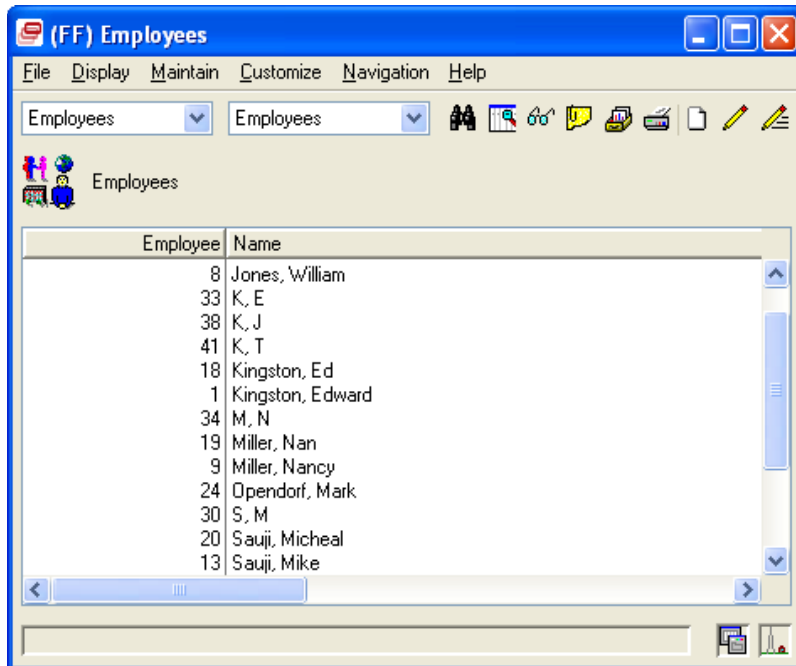 (FF) Employees
File Display Maintain Customize Navigation Help
Employees Employees
Employees
Employee Name
8 Jones, William
33 K, E
38 K, J
41 K, T
18 Kingston, Ed
1 Kingston, Edward
34 M, N
19 Miller, Nan
9 Miller, Nancy
24 Opendorf, Mark
30 S, M
20 Sauji, Micheal
13 Sauji, Mike